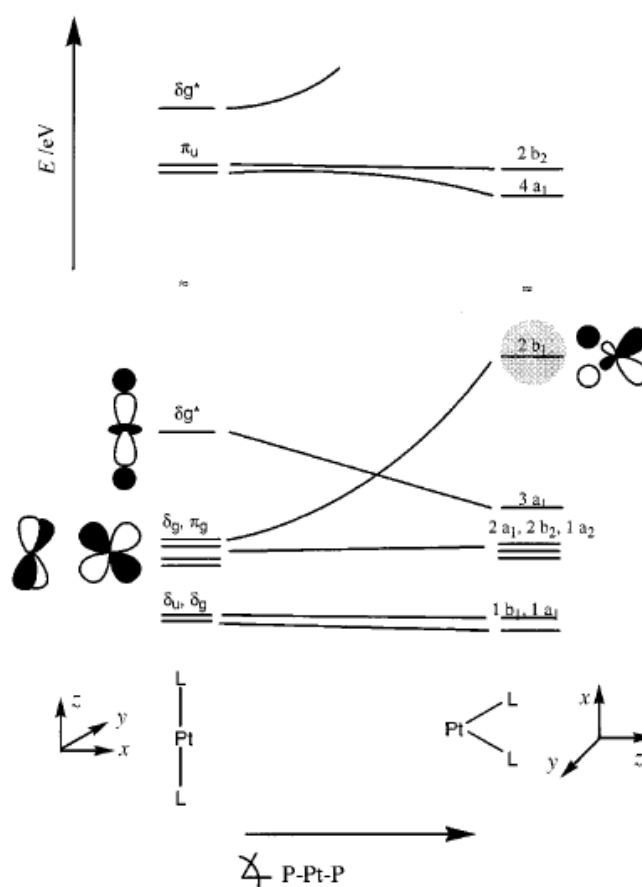 E /eV
δg*
πu
2 b2
4 a1
≈
≈
2 b1
δg*
3 a1
δg, πg
2 a1, 2 b2, 1 a2
δu, δg
1 b1, 1 a1
L
Pt
L
z
y
x
L
Pt
L
x
y
z
P-Pt-P